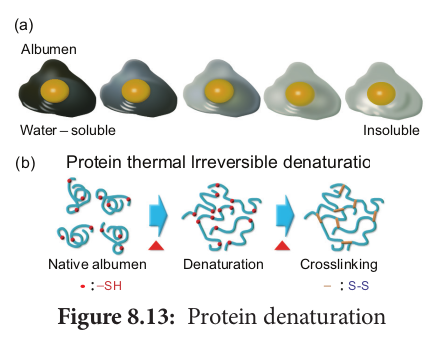 (a)
Albumen
Water – soluble Insoluble
(b) Protein thermal Irreversible denaturatic
Native albumen Denaturation Crosslinking
• : –SH – : S-S
Figure 8.13: Protein denaturation